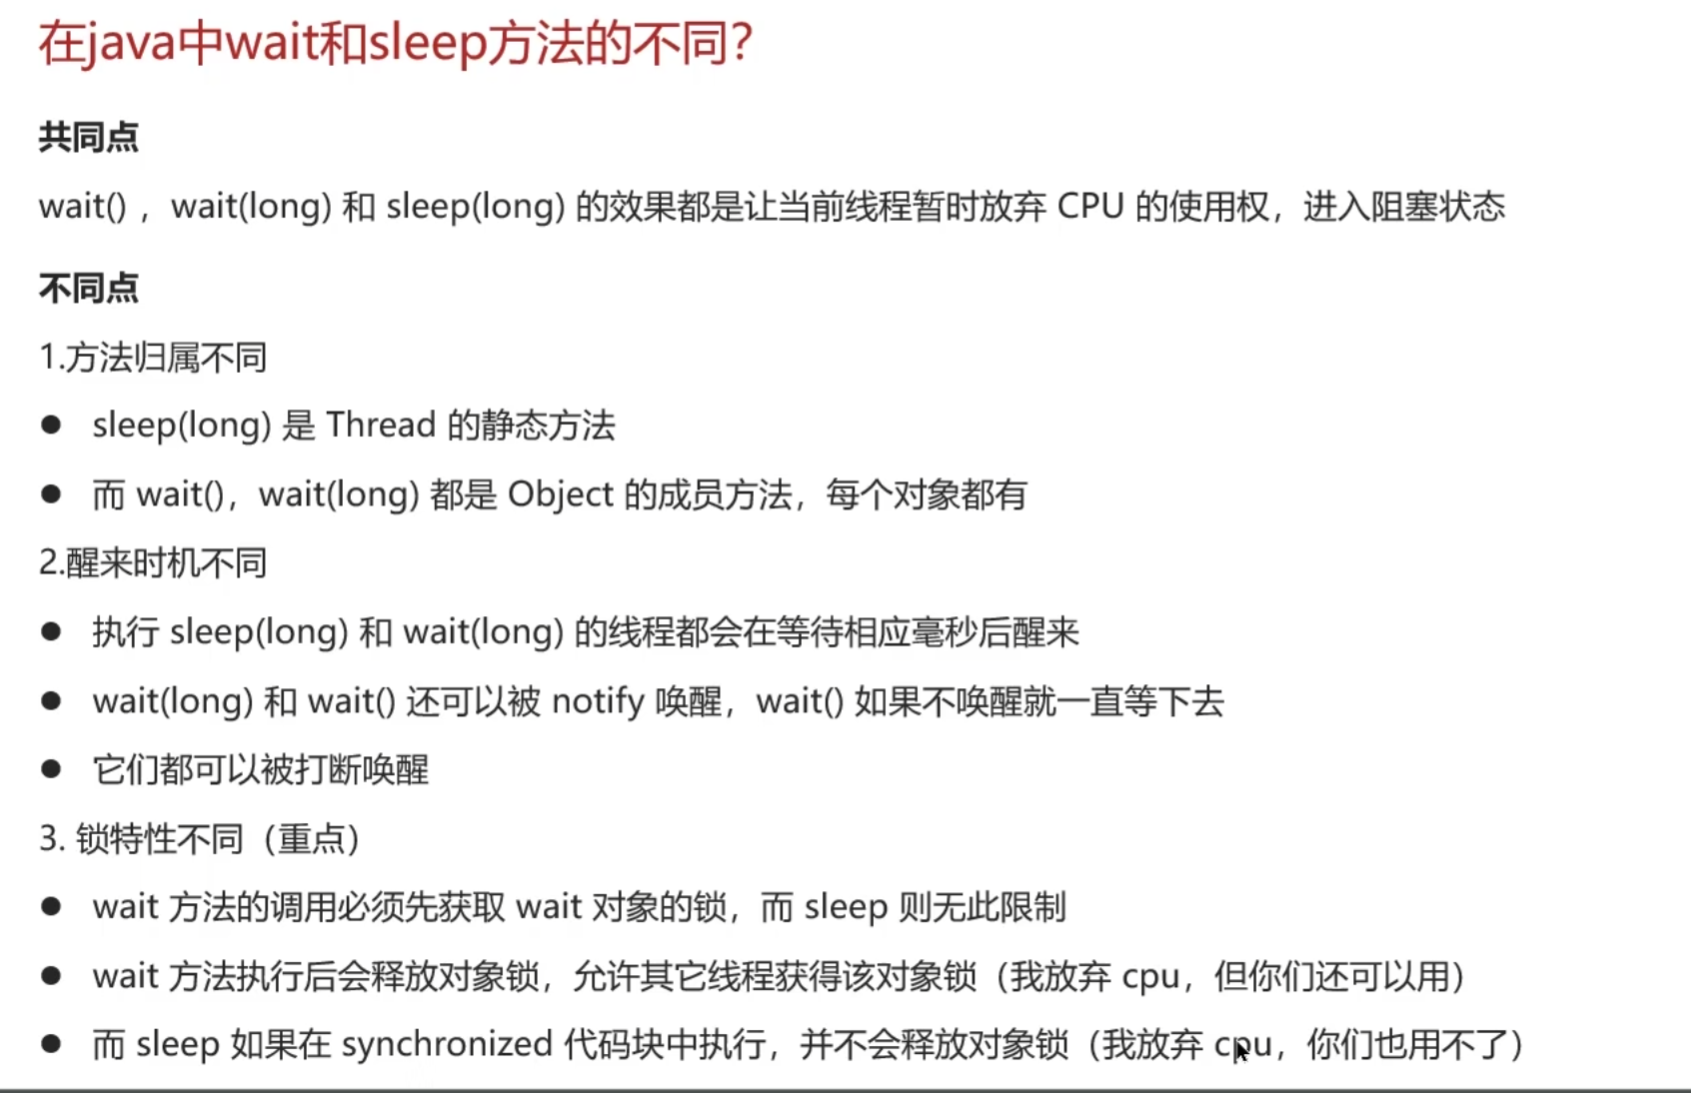 在java中wait和sleep方法的不同？
共同点
wait() ，wait(long) 和 sleep(long) 的效果都是让当前线程暂时放弃 CPU 的使用权，进入阻塞状态
不同点
1.方法归属不同
● sleep(long) 是 Thread 的静态方法
● 而 wait()，wait(long) 都是 Object 的成员方法，每个对象都有
2.醒来时机不同
● 执行 sleep(long) 和 wait(long) 的线程都会在等待相应毫秒后醒来
● wait(long) 和 wait() 还可以被 notify 唤醒，wait() 如果不唤醒就一直等下去
● 它们都可以被打断唤醒
3. 锁特性不同（重点）
● wait 方法的调用必须先获取 wait 对象的锁，而 sleep 则无此限制
● wait 方法执行后会释放对象锁，允许其它线程获得该对象锁（我放弃 cpu，但你们还可以用）
● 而 sleep 如果在 synchronized 代码块中执行，并不会释放对象锁（我放弃 cpu，你们也用不了）